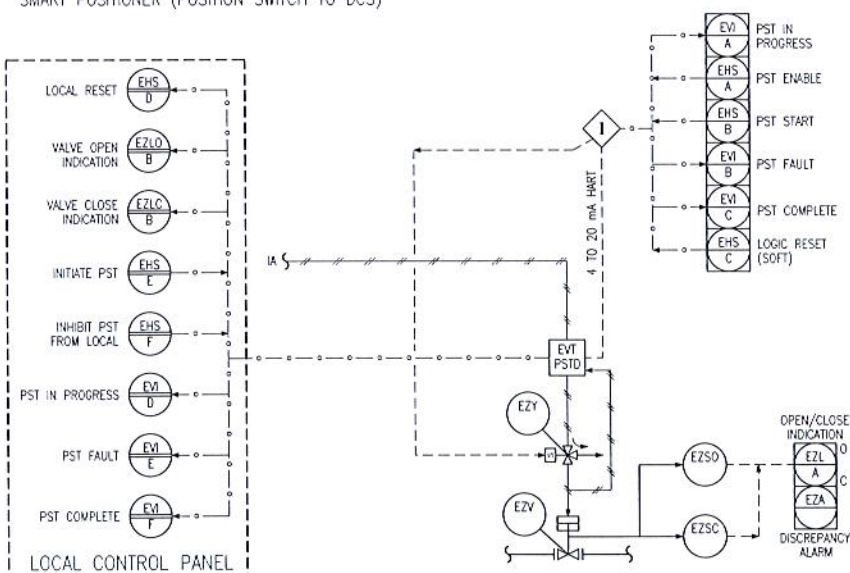 SMART POSITIONER (POSITION SWITCH TO DCS)
LOCAL RESET
EHS
D
VALVE OPEN
INDICATION
EZLO
B
VALVE CLOSE
INDICATION
EZLC
B
INITIATE PST
EHS
E
INHIBIT PST
FROM LOCAL
EHS
F
PST IN PROGRESS
EVI
D
PST FAULT
EVI
E
PST COMPLETE
EVI
F
LOCAL CONTROL PANEL
IA
1
4 TO 20 mA HART
EVT
PSTD
EZY
S
EZV
EVI
A
PST IN
PROGRESS
EHS
A
PST ENABLE
EHS
B
PST START
EVI
B
PST FAULT
EVI
C
PST COMPLETE
EHS
C
LOGIC RESET
(SOFT)
EZSO
EZSC
OPEN/CLOSE
INDICATION
EZL
A
O
C
EZA
DISCREPANCY
ALARM